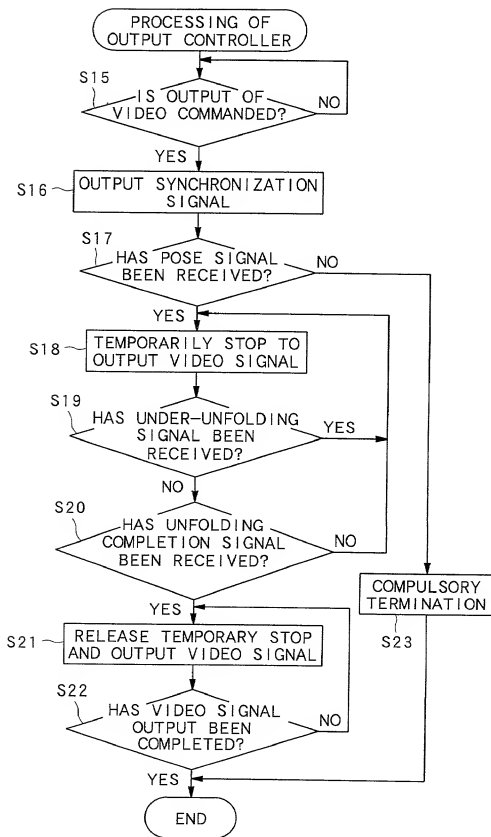 PROCESSING OF
OUTPUT CONTROLLER
S15
IS OUTPUT OF
VIDEO COMMANDED?
NO
YES
S16
OUTPUT SYNCHRONIZATION
SIGNAL
S17
HAS POSE SIGNAL
BEEN RECEIVED?
NO
YES
S18
TEMPORARILY STOP TO
OUTPUT VIDEO SIGNAL
S19
HAS UNDER-UNFOLDING
SIGNAL BEEN
RECEIVED?
YES
NO
S20
HAS UNFOLDING
COMPLETION SIGNAL
BEEN RECEIVED?
NO
COMPULSORY
TERMINATION
S23
YES
S21
RELEASE TEMPORARY STOP
AND OUTPUT VIDEO SIGNAL
S22
HAS VIDEO SIGNAL
OUTPUT BEEN
COMPLETED?
NO
YES
END